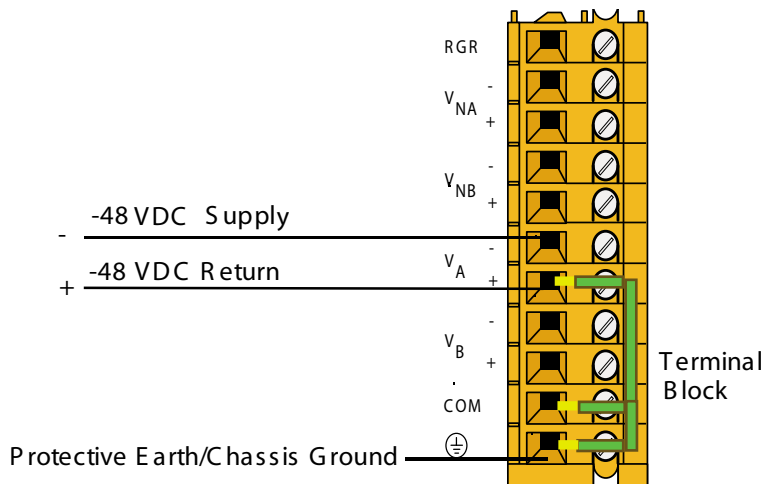 RGR
-
VNA
+
-
VNB
+
-48 VDC Supply
-
-
-48 VDC Return
VA
+
+
-
VB
+
Terminal
Block
COM
Protective Earth/Chassis Ground